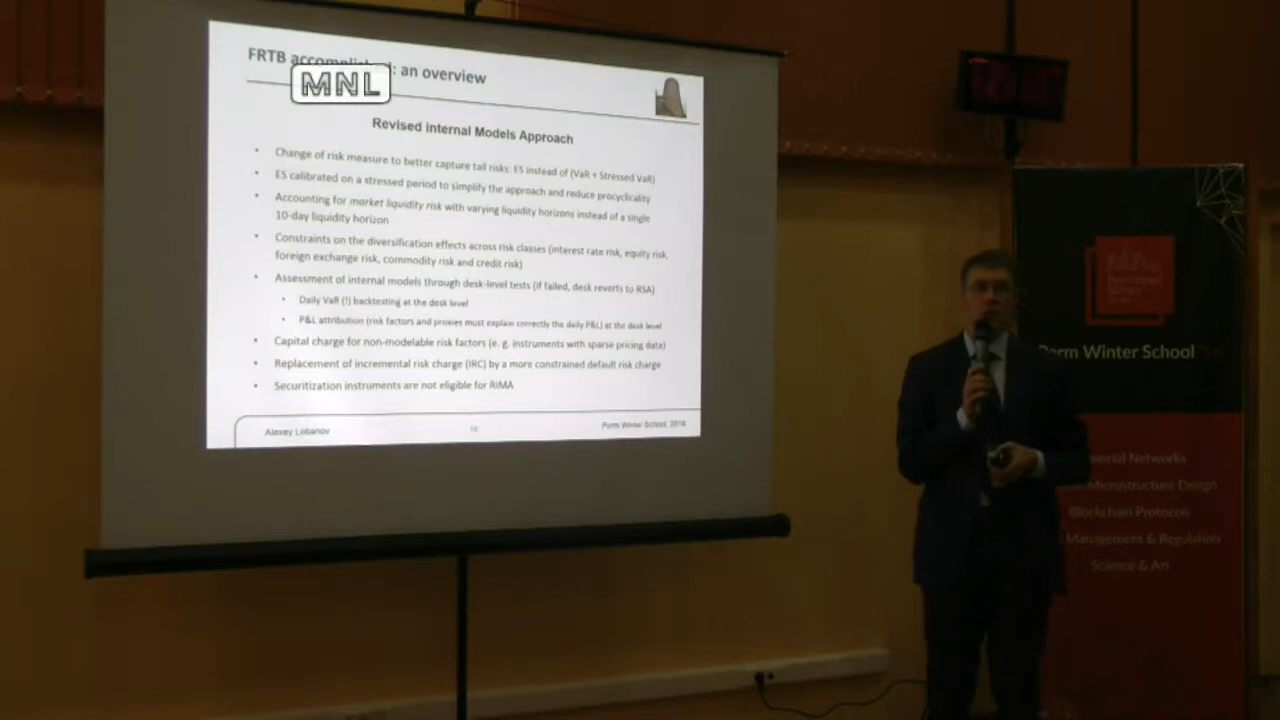 FRTB accomplished: an overview
MNL
Revised Internal Models Approach
• Change of risk measure to better capture tail risks: ES instead of (VaR + Stressed VaR)
• ES calibrated on a stressed period to simplify the approach and reduce procyclicality
• Accounting for market liquidity risk with varying liquidity horizons instead of a single
10-day liquidity horizon
• Constraints on the diversification effects across risk classes (interest rate risk, equity risk,
foreign exchange risk, commodity risk and credit risk)
• Assessment of internal models through desk-level tests (if failed, desk reverts to RSA)
• Daily VaR (!) backtesting at the desk level
• P&L attribution (risk factors and proxies must explain correctly the daily P&L) at the desk level
• Capital charge for non-modelable risk factors (e. g. instruments with sparse pricing data)
• Replacement of incremental risk charge (IRC) by a more constrained default risk charge
• Securitization instruments are not eligible for RIMA
Alexey Lobanov
16
Perm Winter School, 2016
Perm Winter School '16
Networks
Microstructure Design
Blockchain Protocols
Management & Regulation
Science & Art